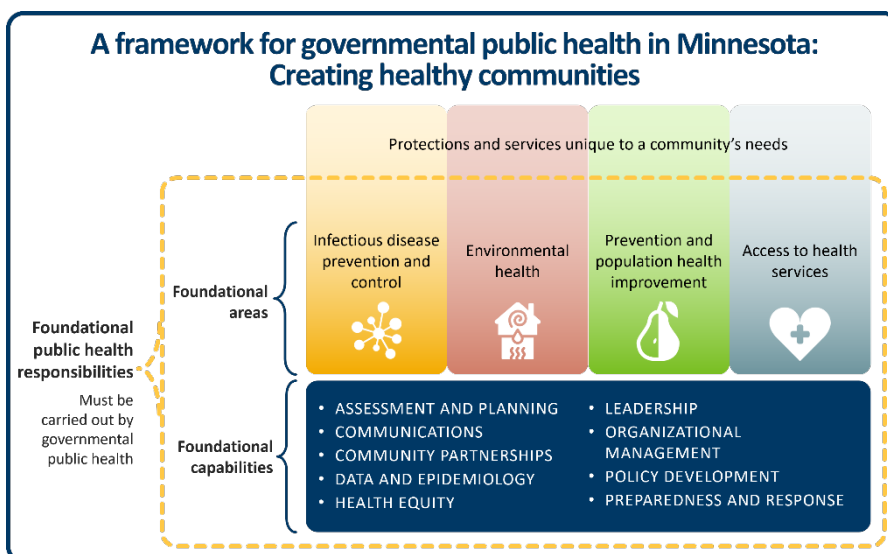 A framework for governmental public health in Minnesota:
Creating healthy communities
Protections and services unique to a community's needs
Foundational
areas
Infectious disease
prevention and
control
Environmental
health
Prevention and
population health
improvement
Access to health
services
Foundational
public health
responsibilities
Must be
carried out by
governmental
public health
Foundational
capabilities
• ASSESSMENT AND PLANNING
• COMMUNICATIONS
• COMMUNITY PARTNERSHIPS
• DATA AND EPIDEMIOLOGY
• HEALTH EQUITY
• LEADERSHIP
• ORGANIZATIONAL
MANAGEMENT
• POLICY DEVELOPMENT
• PREPAREDNESS AND RESPONSE